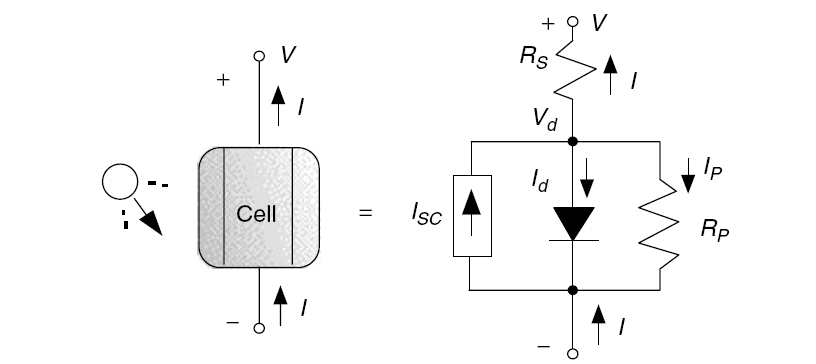 + V
I
Cell
− I
=
+ V
R_S I
V_d
I_d I_P
I_SC R_P
I
−